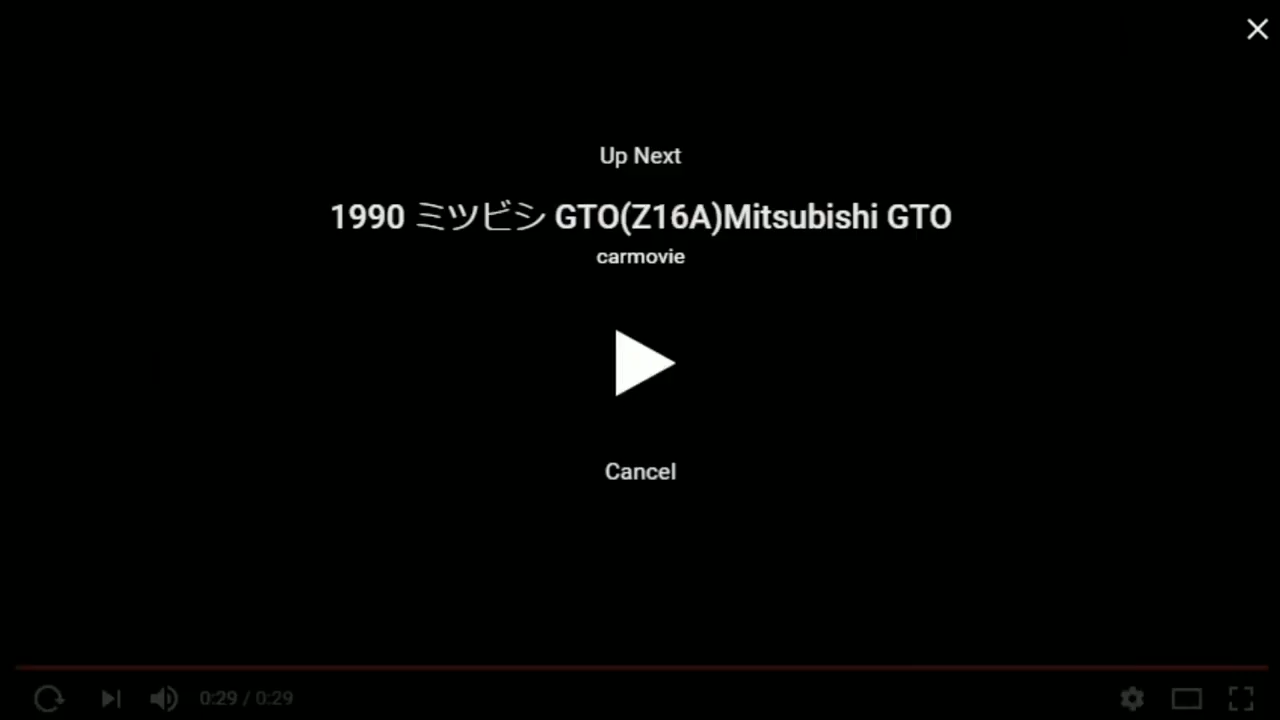 Up Next
1990 ミツビシ GTO(Z16A)Mitsubishi GTO
carmovie
Cancel
0:29 / 0:29